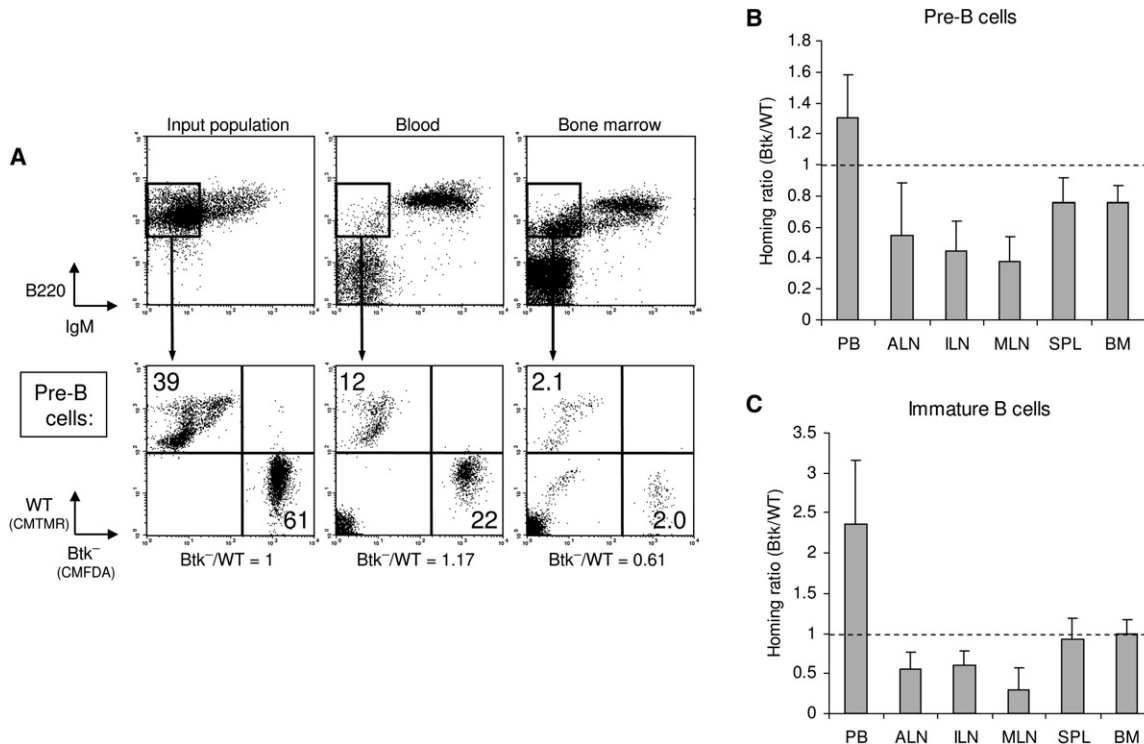 A
Input population
Blood
Bone marrow
B220
IgM
Pre-B cells:
39
61
12
22
2.1
2.0
WT
(CMTMR)
Btk⁻
(CMFDA)
Btk⁻/WT = 1
Btk⁻/WT = 1.17
Btk⁻/WT = 0.61
B
Pre-B cells
Homing ratio (Btk/WT)
1.8
1.6
1.4
1.2
1
0.8
0.6
0.4
0.2
0
PB ALN ILN MLN SPL BM
C
Immature B cells
Homing ratio (Btk/WT)
3.5
3
2.5
2
1.5
1
0.5
0
PB ALN ILN MLN SPL BM